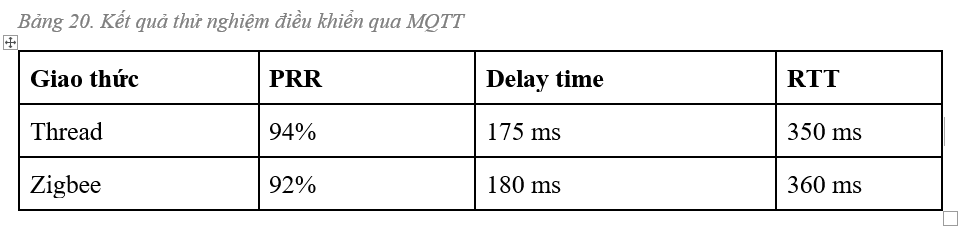 Bảng 20. Kết quả thử nghiệm điều khiển qua MQTT
Giao thức PRR Delay time RTT
Thread 94% 175 ms 350 ms
Zigbee 92% 180 ms 360 ms